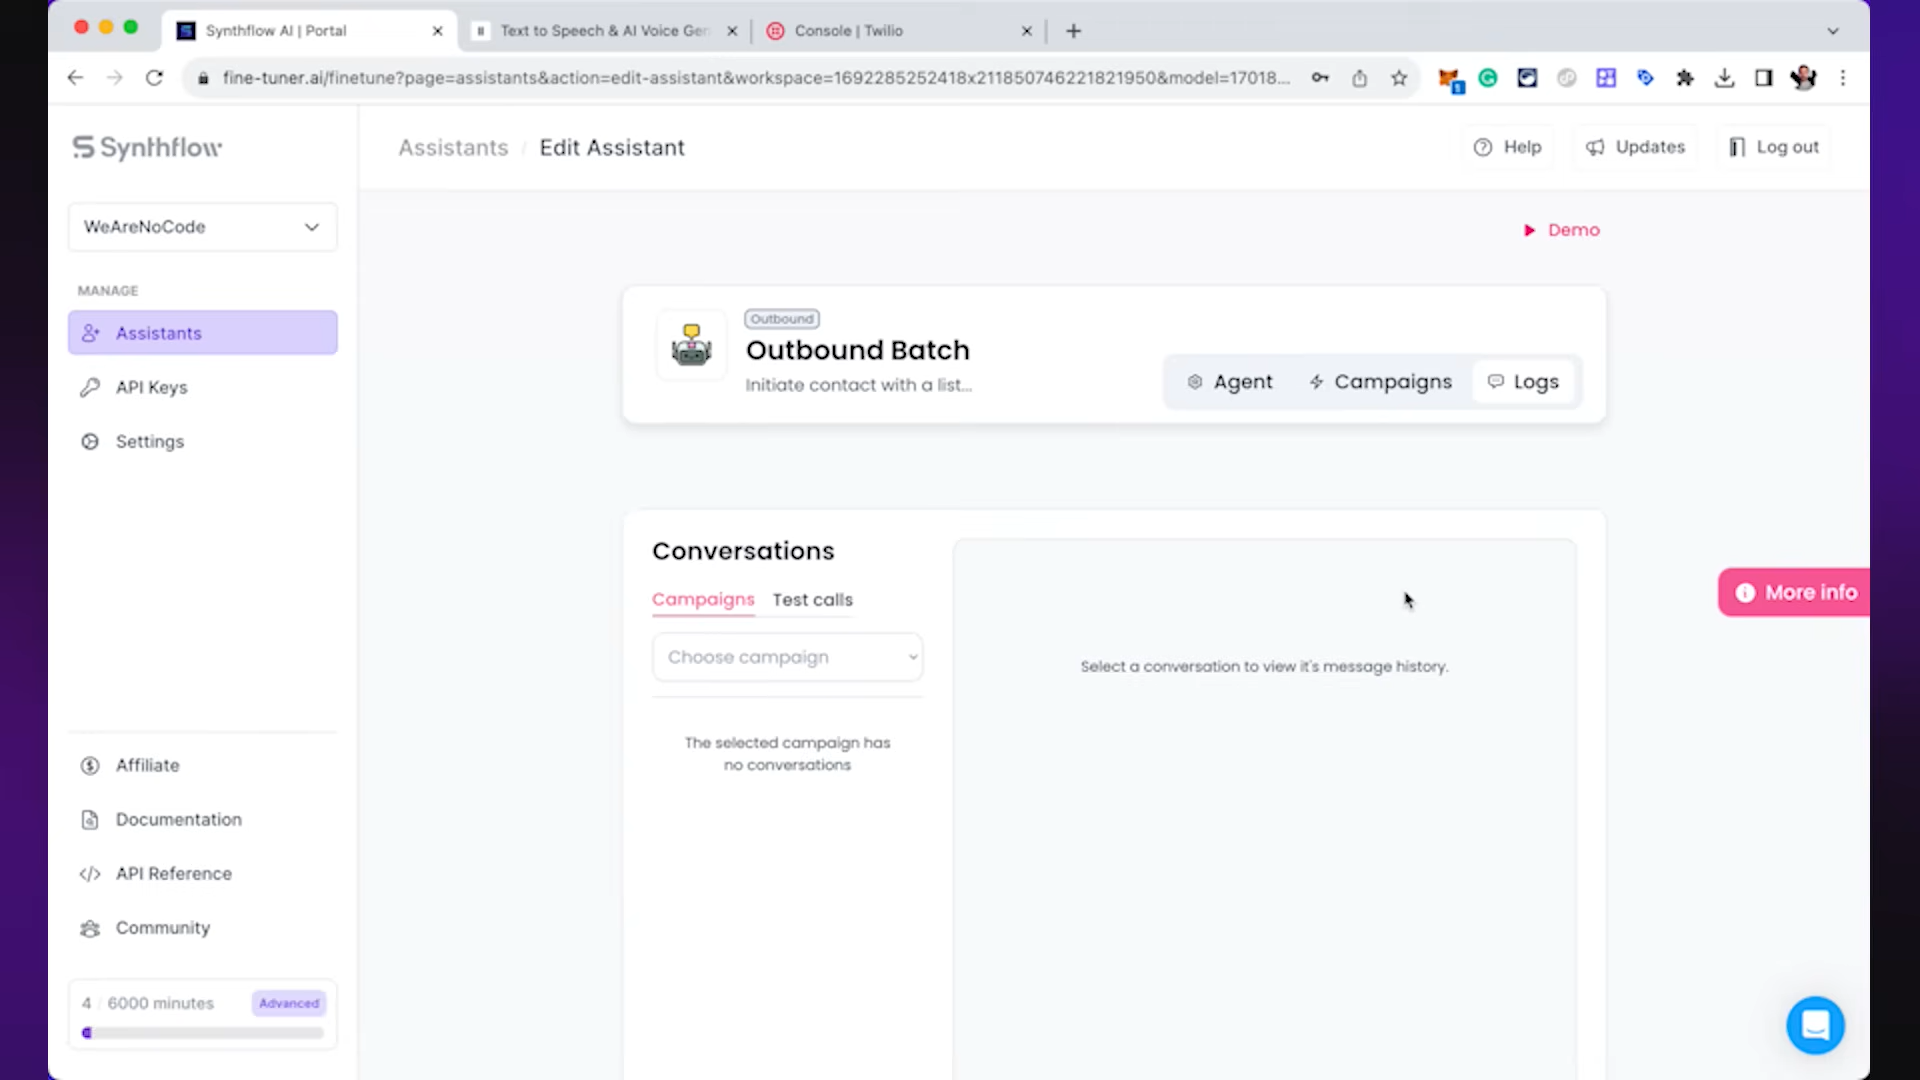 Synthflow AI | Portal
Text to Speech & AI Voice Gen
Console | Twilio
fine-tuner.ai/finetune?page=assistants&action=edit-assistant&workspace=1692285252418x211850746221821950&model=17018...
Synthflow
Assistants / Edit Assistant
Help
Updates
Log out
WeAreNoCode
Demo
MANAGE
Assistants
API Keys
Settings
Outbound
Outbound Batch
Initiate contact with a list...
Agent
Campaigns
Logs
Conversations
Campaigns
Test calls
Choose campaign
The selected campaign has
no conversations
Select a conversation to view it's message history.
More info
Affiliate
Documentation
API Reference
Community
4 / 6000 minutes
Advanced